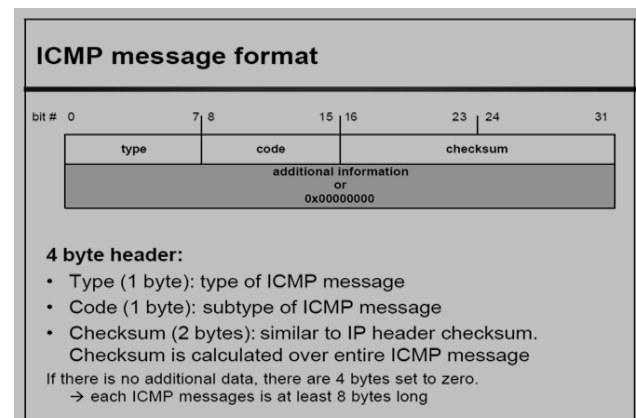 ICMP message format
bit # 0 7 8 15 16 23 24 31
type code checksum
additional information
or
0x00000000
4 byte header:
• Type (1 byte): type of ICMP message
• Code (1 byte): subtype of ICMP message
• Checksum (2 bytes): similar to IP header checksum.
Checksum is calculated over entire ICMP message
If there is no additional data, there are 4 bytes set to zero.
→ each ICMP messages is at least 8 bytes long